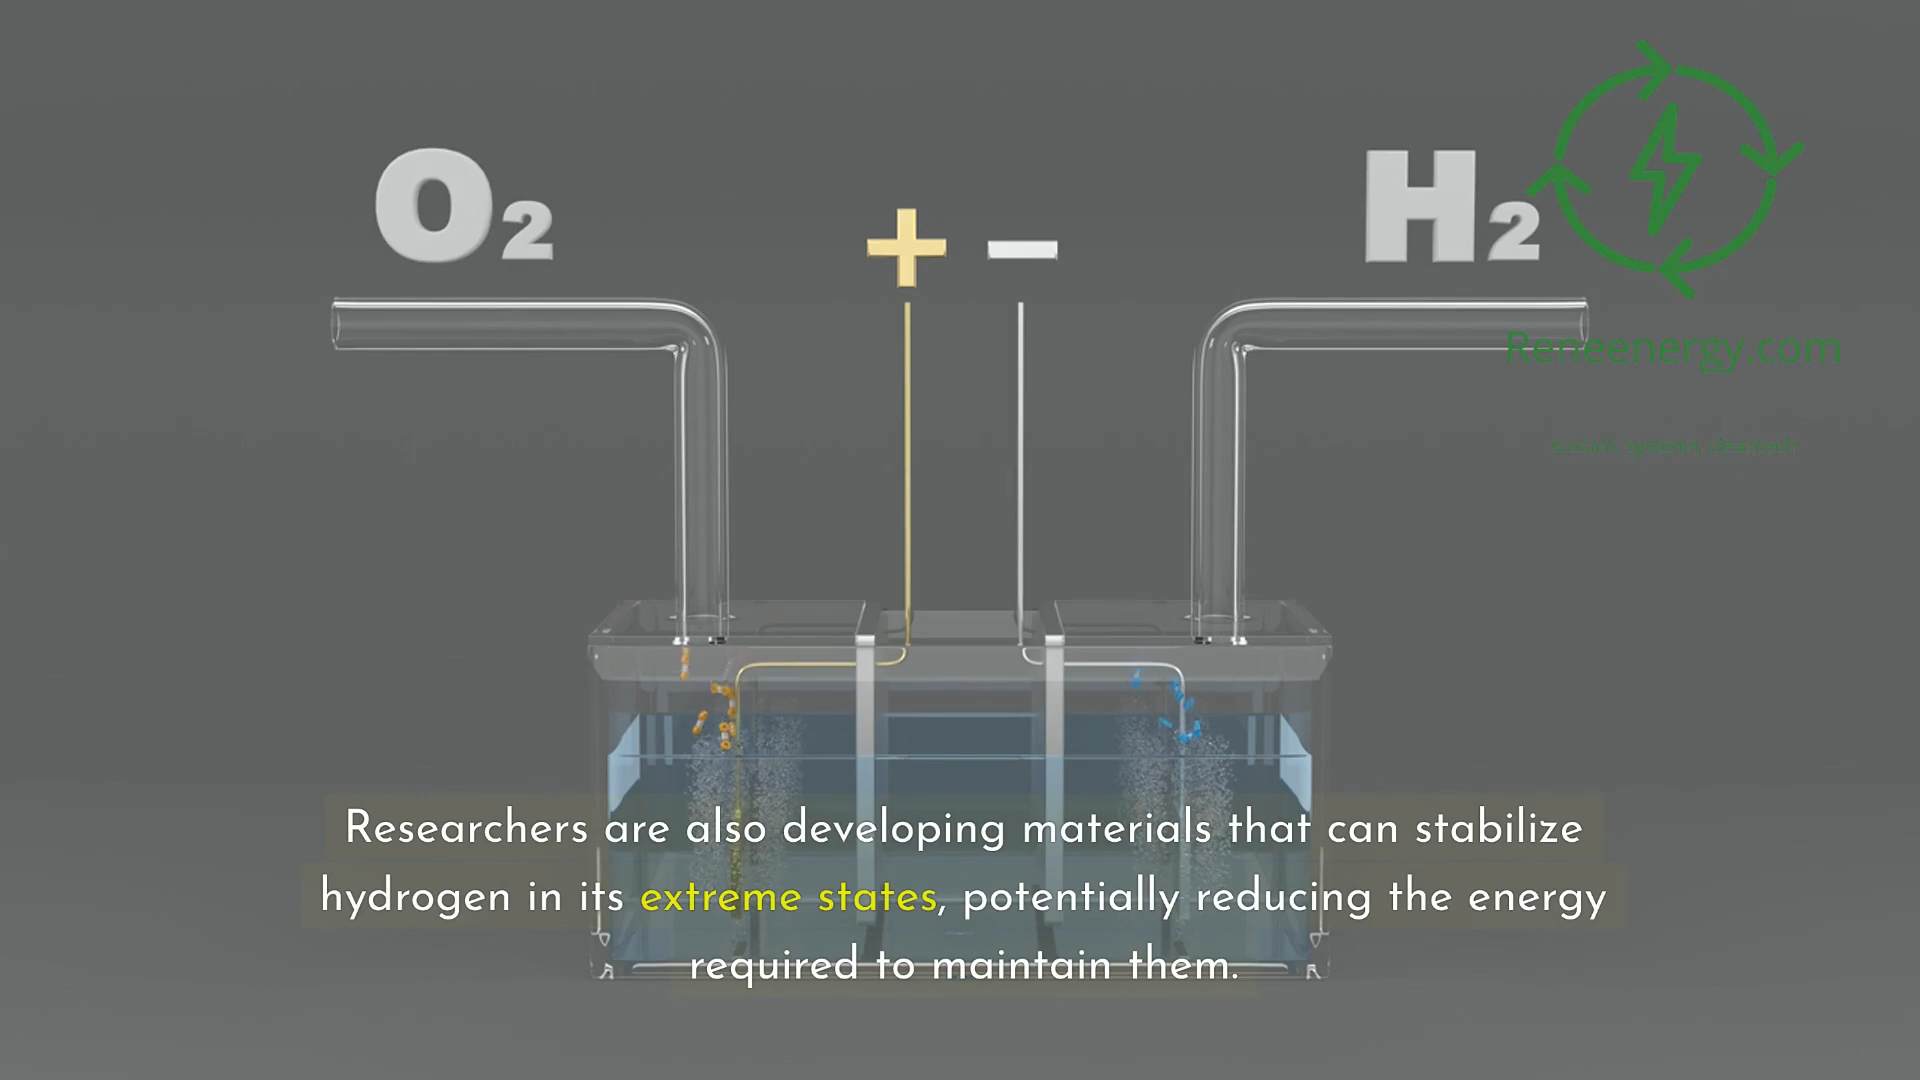 O2
+ −
H2
Reneenergy.com
Researchers are also developing materials that can stabilize
hydrogen in its extreme states, potentially reducing the energy
required to maintain them.